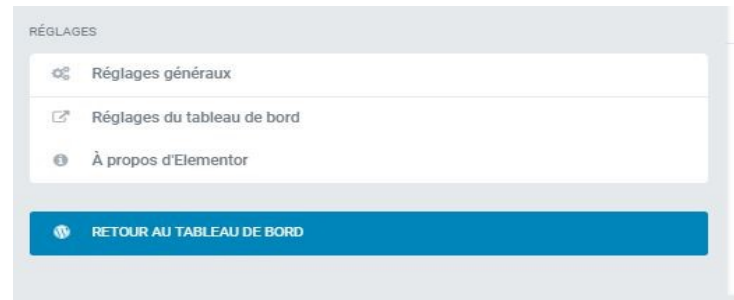 RÉGLAGES
Réglages généraux
Réglages du tableau de bord
À propos d'Elementor
RETOUR AU TABLEAU DE BORD